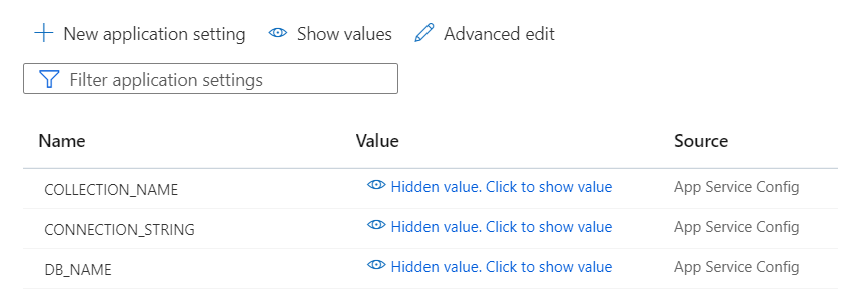 New application setting Show values Advanced edit
Filter application settings
Name Value Source
COLLECTION_NAME Hidden value. Click to show value App Service Config
CONNECTION_STRING Hidden value. Click to show value App Service Config
DB_NAME Hidden value. Click to show value App Service Config